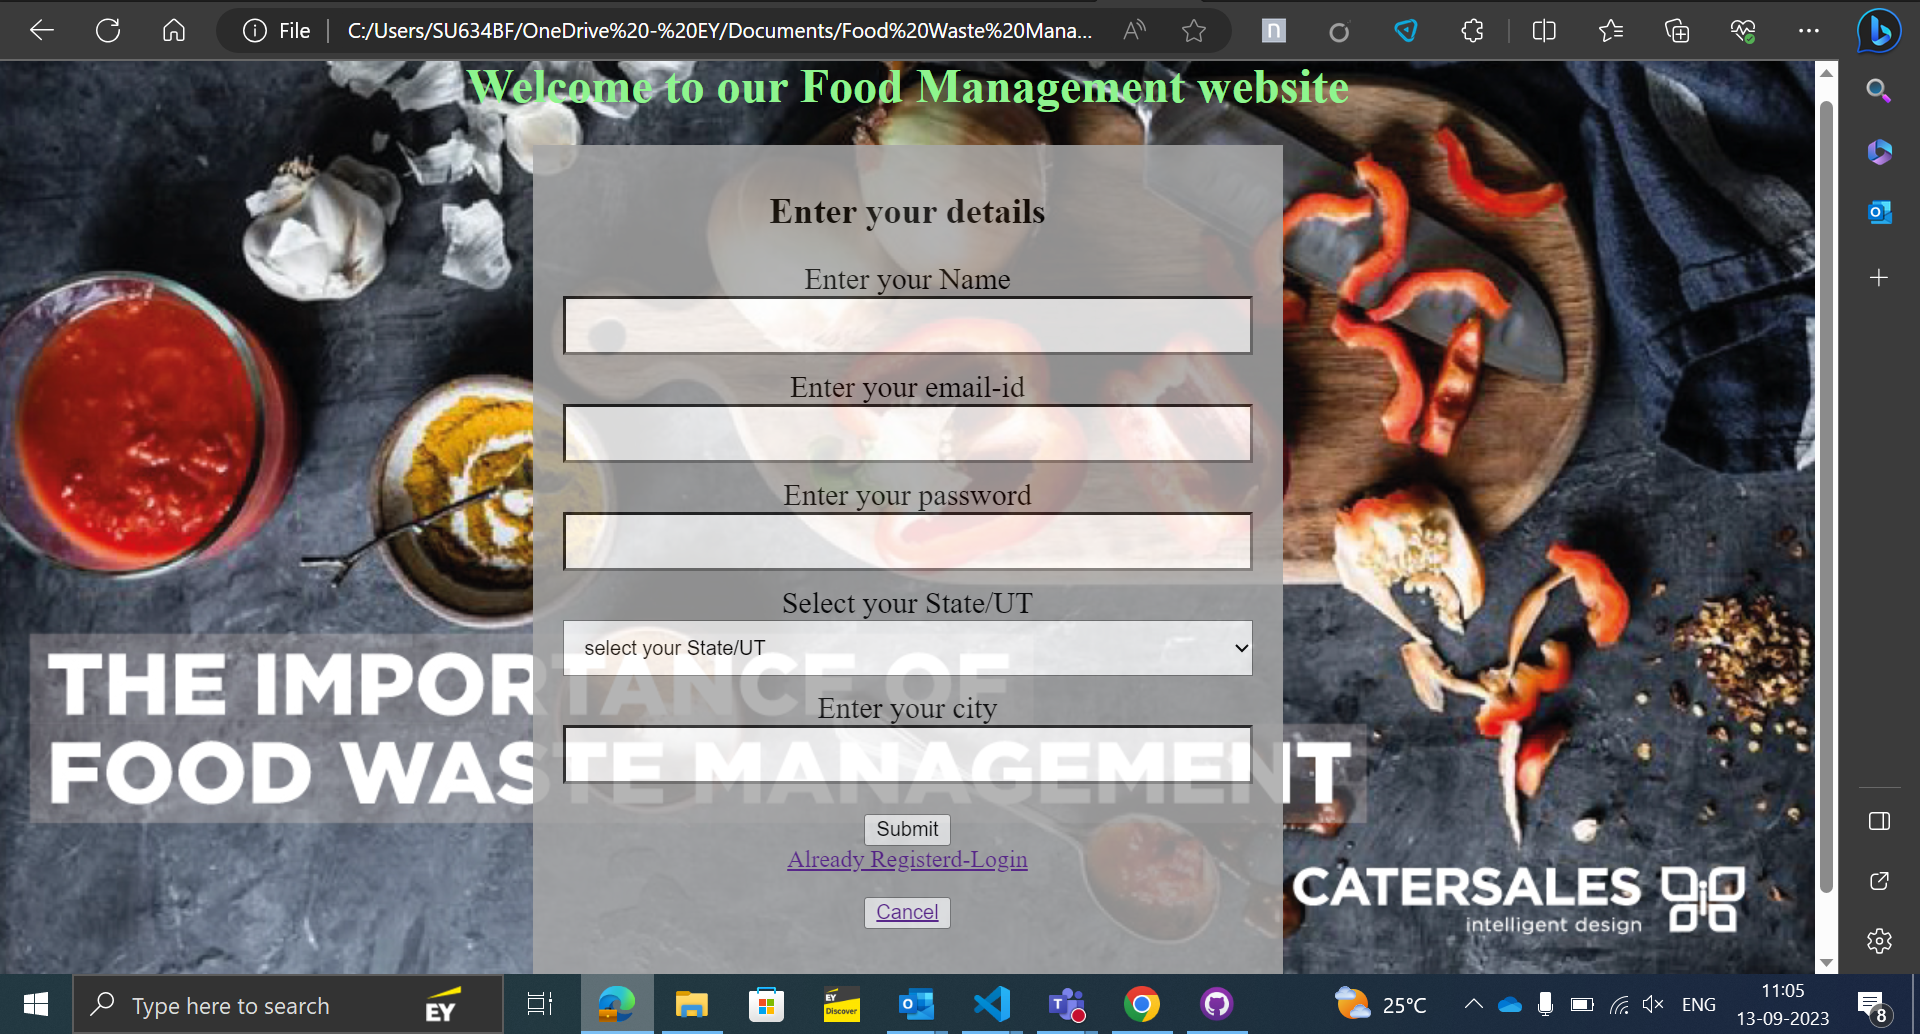 File
C:/Users/SU634BF/OneDrive%20-%20EY/Documents/Food%20Waste%20Mana...
Welcome to our Food Management website
Enter your details
Enter your Name
Enter your email-id
Enter your password
Select your State/UT
select your State/UT
Enter your city
THE IMPORTANCE OF
FOOD WASTE MANAGEMENT
Submit
Already Registerd-Login
Cancel
CATERSALES
intelligent design
Type here to search
EY
EY
Discover
25°C
ENG
11:05
13-09-2023
8